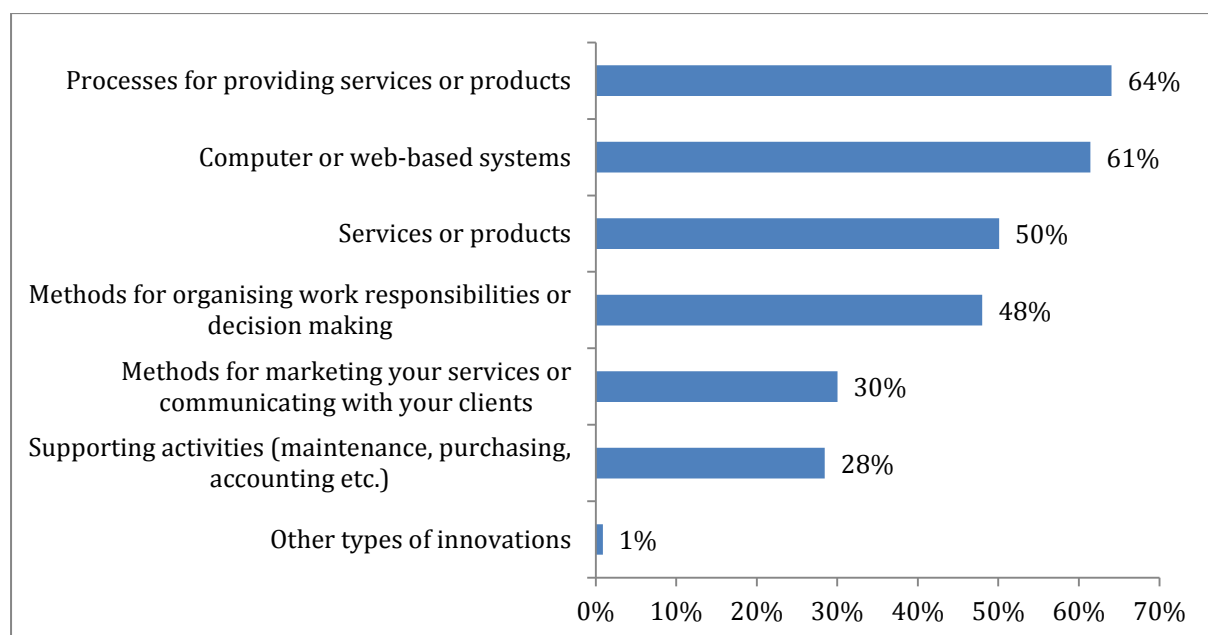 Processes for providing services or products
64%
Computer or web-based systems
61%
Services or products
50%
Methods for organising work responsibilities or
decision making
48%
Methods for marketing your services or
communicating with your clients
30%
Supporting activities (maintenance, purchasing,
accounting etc.)
28%
Other types of innovations
1%
0% 10% 20% 30% 40% 50% 60% 70%